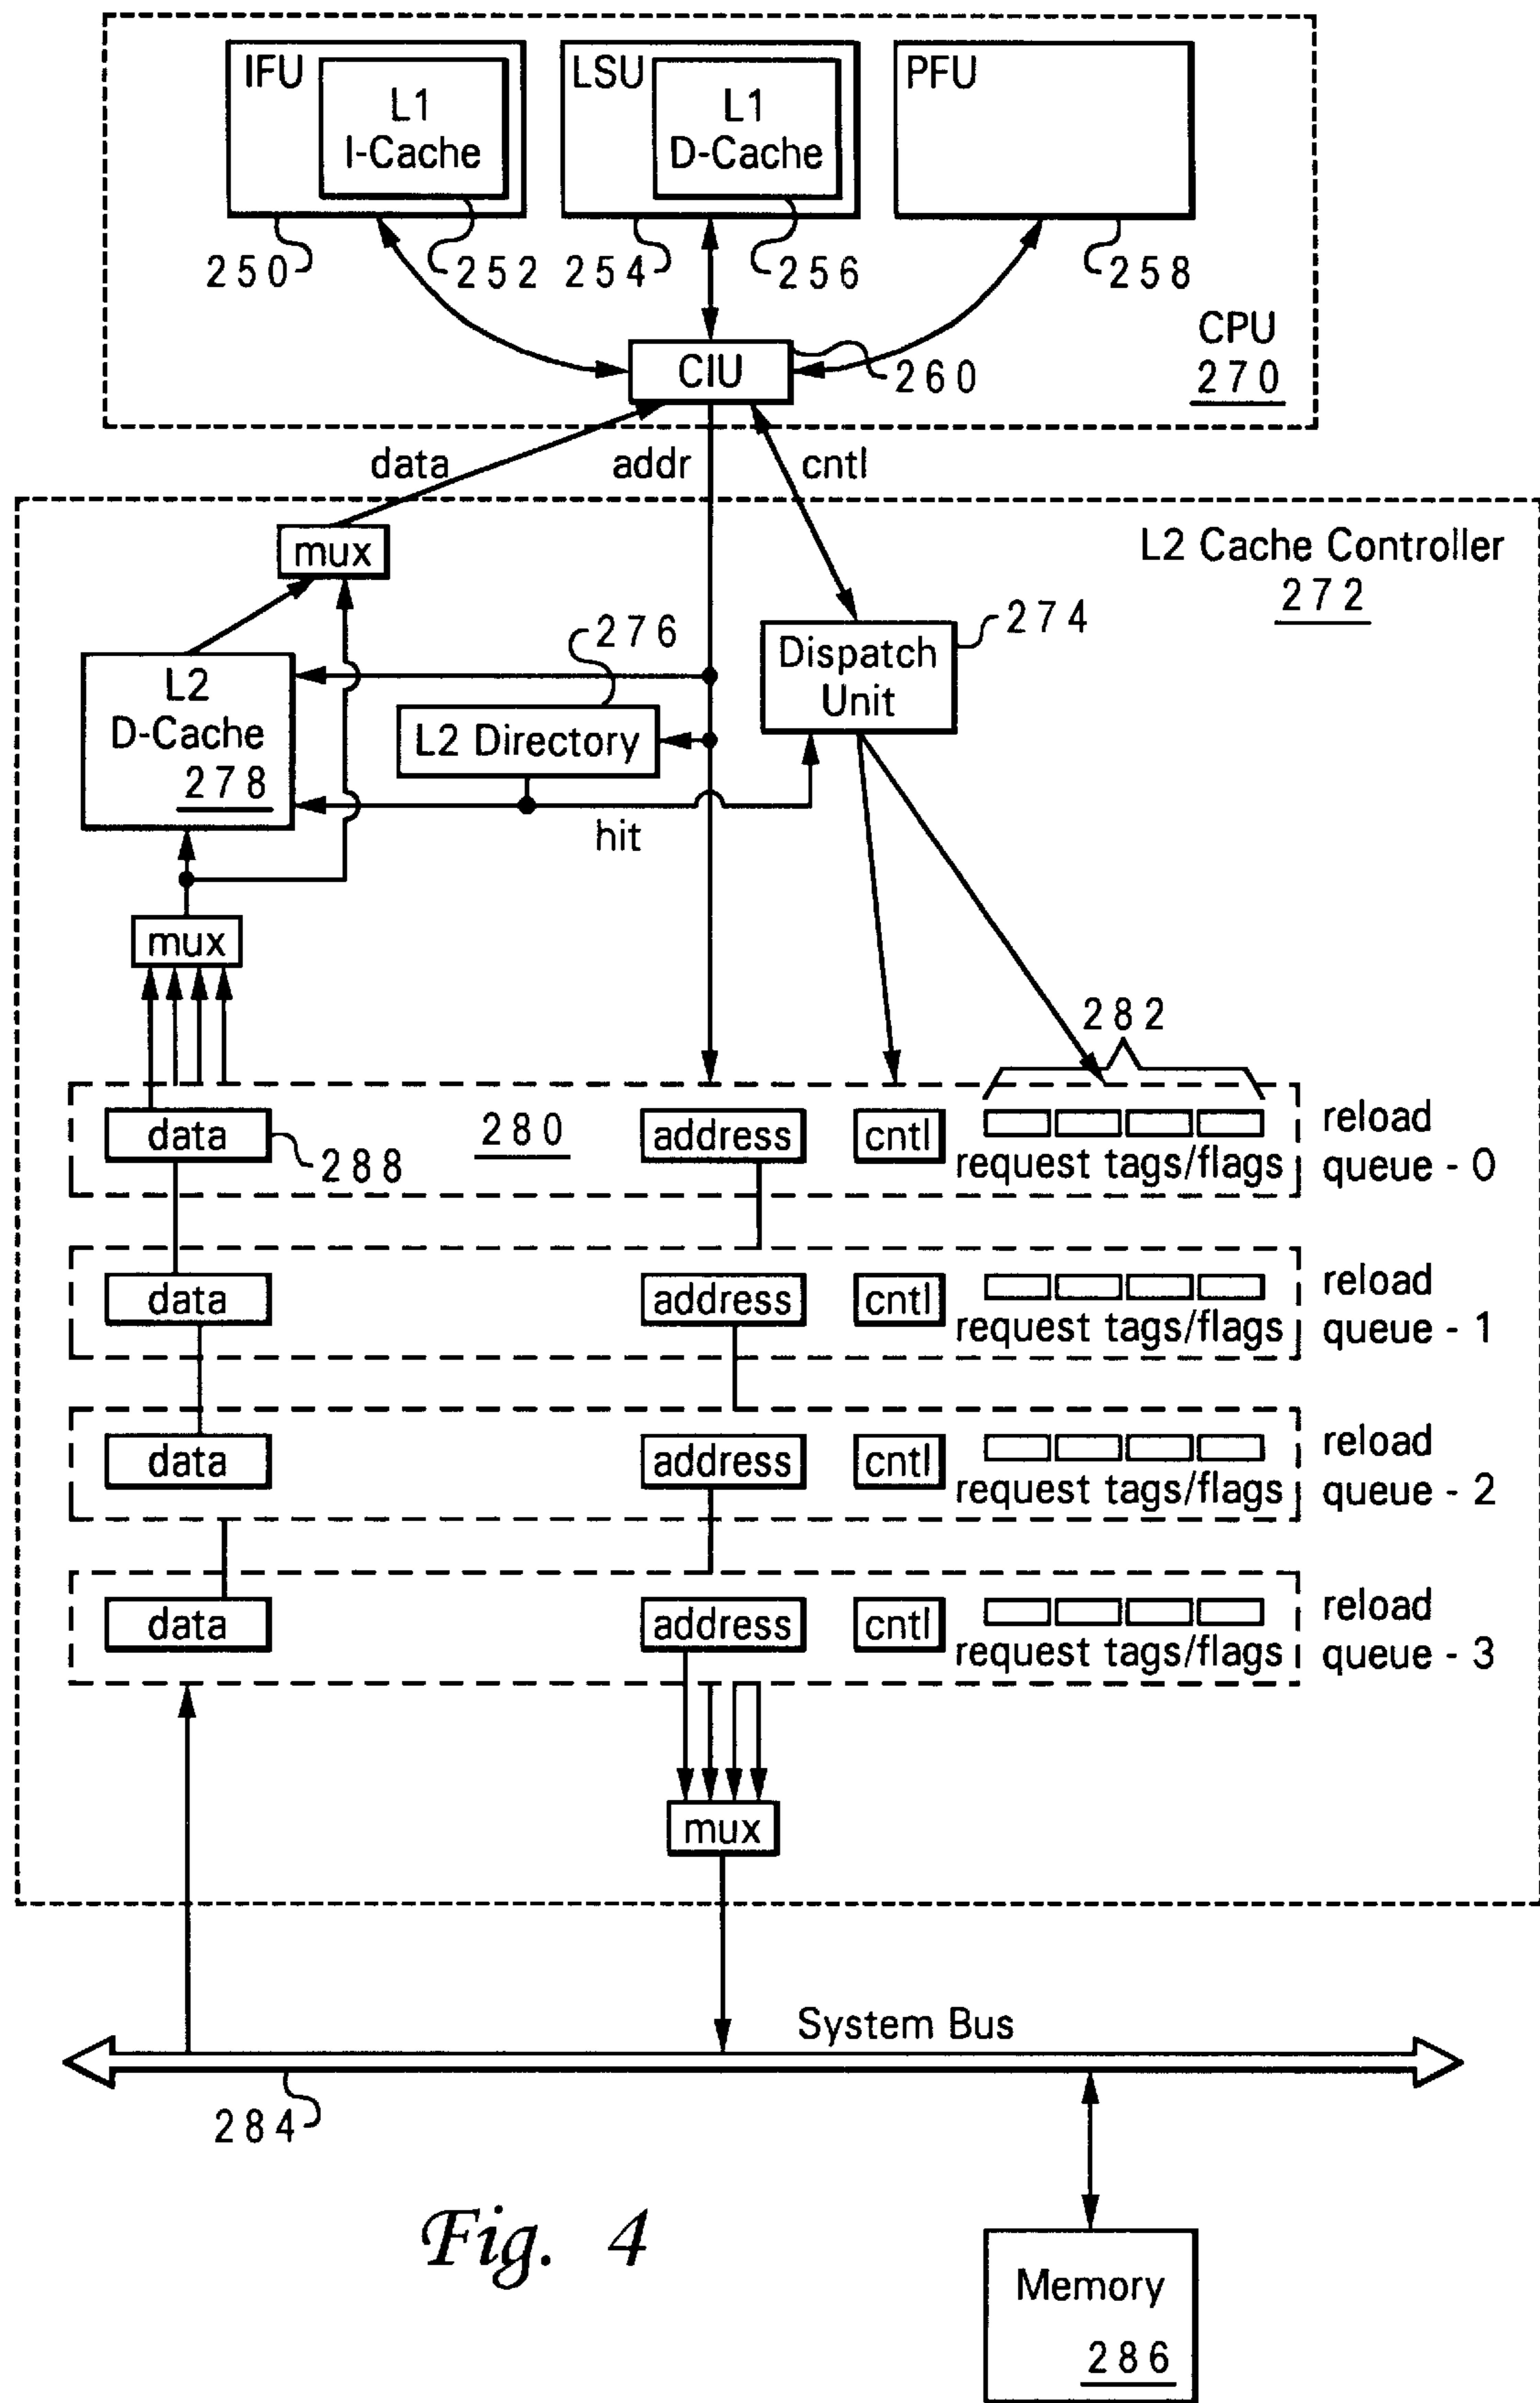 IFU
L1
I-Cache
LSU
L1
D-Cache
PFU
250
252
254
256
258
CIU
260
CPU
270
data
addr
cntl
mux
L2 Cache Controller
272
276
274
Dispatch
Unit
L2
D-Cache
278
L2 Directory
hit
mux
282
data
288
280
address
cntl
request tags/flags
reload
queue - 0
data
address
cntl
request tags/flags
reload
queue - 1
data
address
cntl
request tags/flags
reload
queue - 2
data
address
cntl
request tags/flags
reload
queue - 3
mux
System Bus
284
Fig. 4
Memory
286